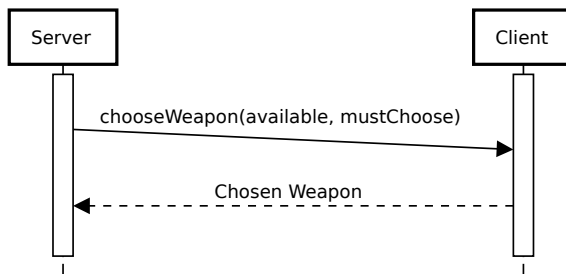 Server
Client
chooseWeapon(available, mustChoose)
Chosen Weapon